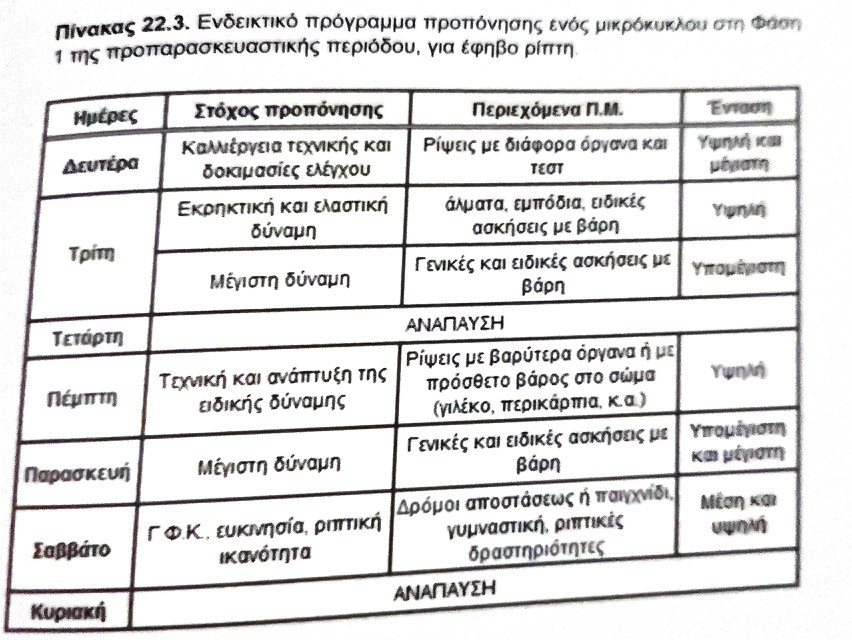 Πίνακας 22.3. Ενδεικτικό πρόγραμμα προπόνησης ενός μικρόκυκλου στη Φάση
1 της προπαρασκευαστικής περιόδου, για έφηβο ρίπτη.
Ημέρες Στόχος προπόνησης Περιεχόμενα Π.Μ. Ένταση
Δευτέρα
Καλλιέργεια τεχνικής και
δοκιμασίες ελέγχου
Ρίψεις με διάφορα όργανα και
τεστ
Υψηλή και
μέγιστη
Τρίτη
Εκρηκτική και ελαστική
δύναμη
άλματα, εμπόδια, ειδικές
ασκήσεις με βάρη
Υψηλή
Μέγιστη δύναμη
Γενικές και ειδικές ασκήσεις με
βάρη
Υπομέγιστη
Τετάρτη
ΑΝΑΠΑΥΣΗ
Πέμπτη
Τεχνική και ανάπτυξη της
ειδικής δύναμης
Ρίψεις με βαρύτερα όργανα ή με
πρόσθετο βάρος στο σώμα
(γιλέκο, περικάρπια, κ.α.)
Υψηλή
Παρασκευή
Μέγιστη δύναμη
Γενικές και ειδικές ασκήσεις με
βάρη
Υπομέγιστη
και μέγιστη
Σαββάτο
Γ.Φ.Κ., ευκινησία, ριπτική
ικανότητα
Δρόμοι αποστάσεως ή παιχνίδι,
γυμναστική, ριπτικές
δραστηριότητες
Μέση και
υψηλή
Κυριακή
ΑΝΑΠΑΥΣΗ